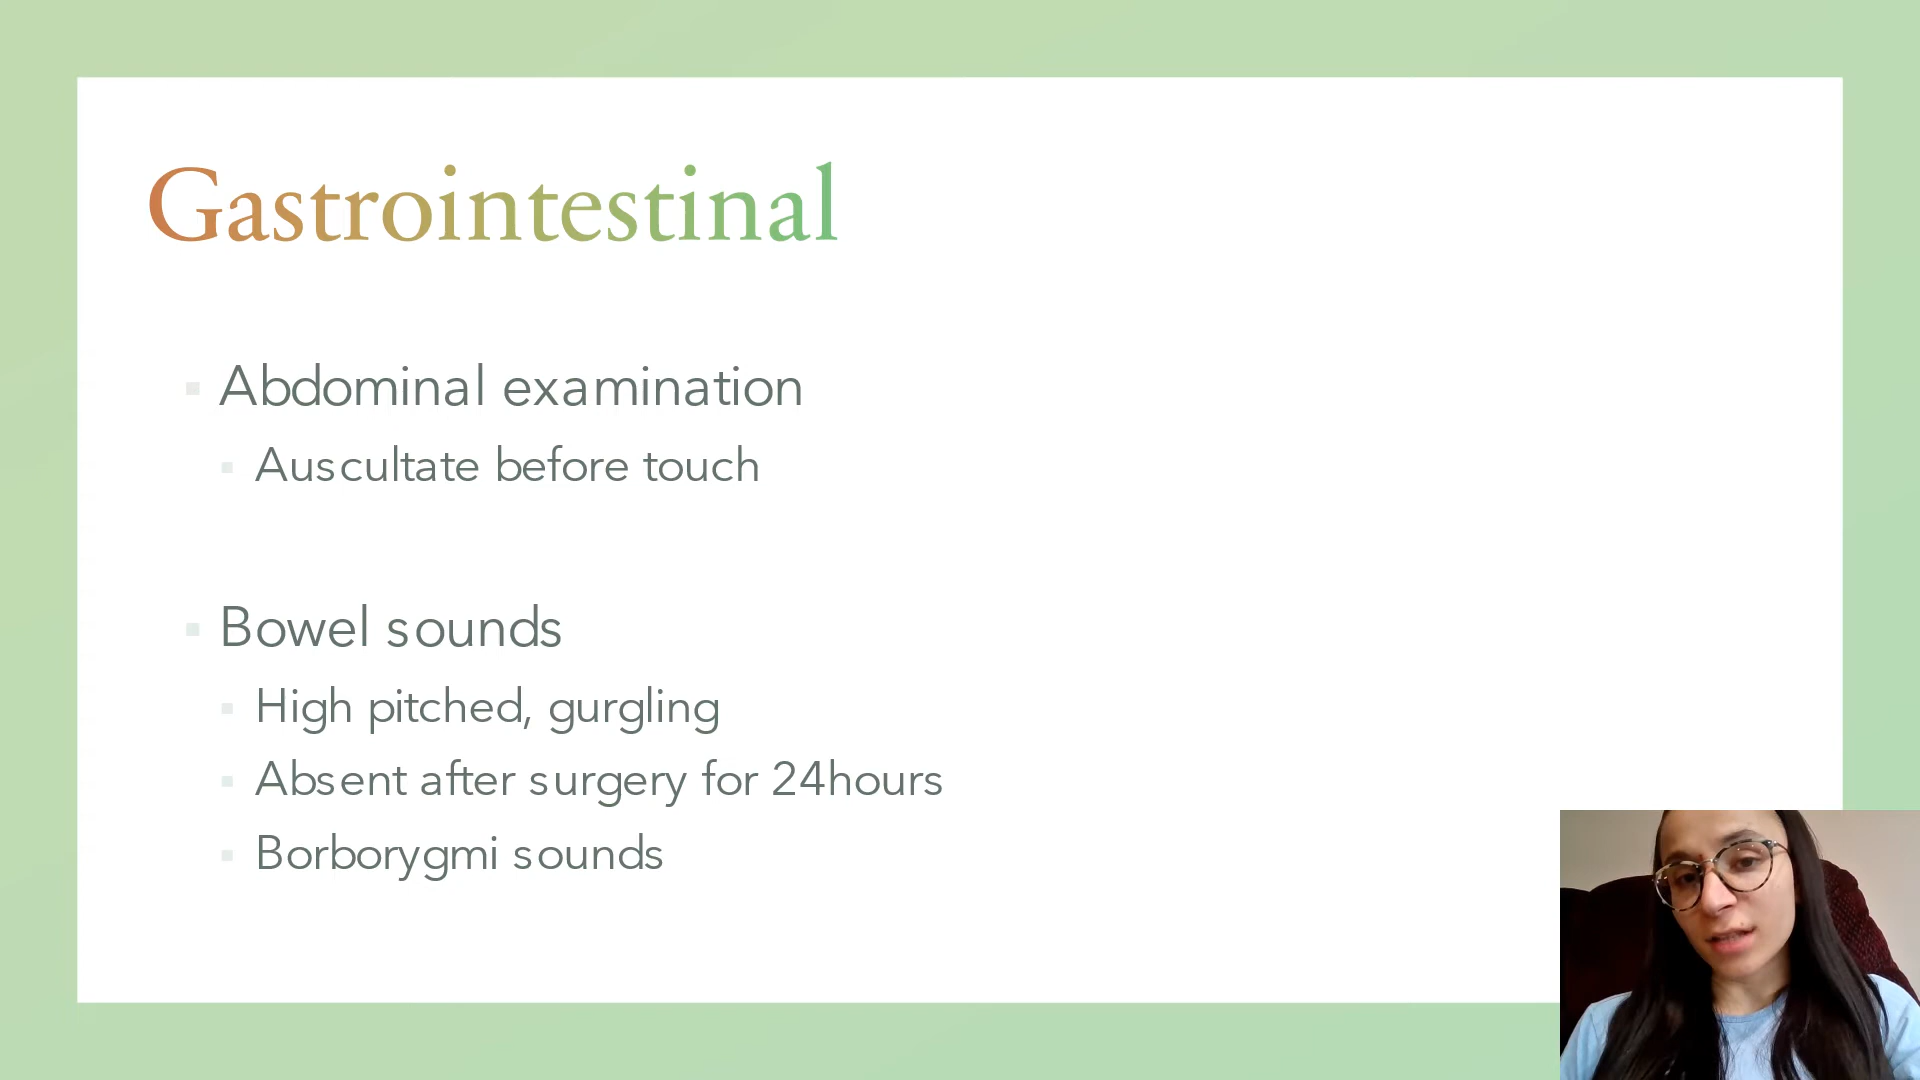 Gastrointestinal
Abdominal examination
Auscultate before touch
Bowel sounds
High pitched, gurgling
Absent after surgery for 24hours
Borborygmi sounds